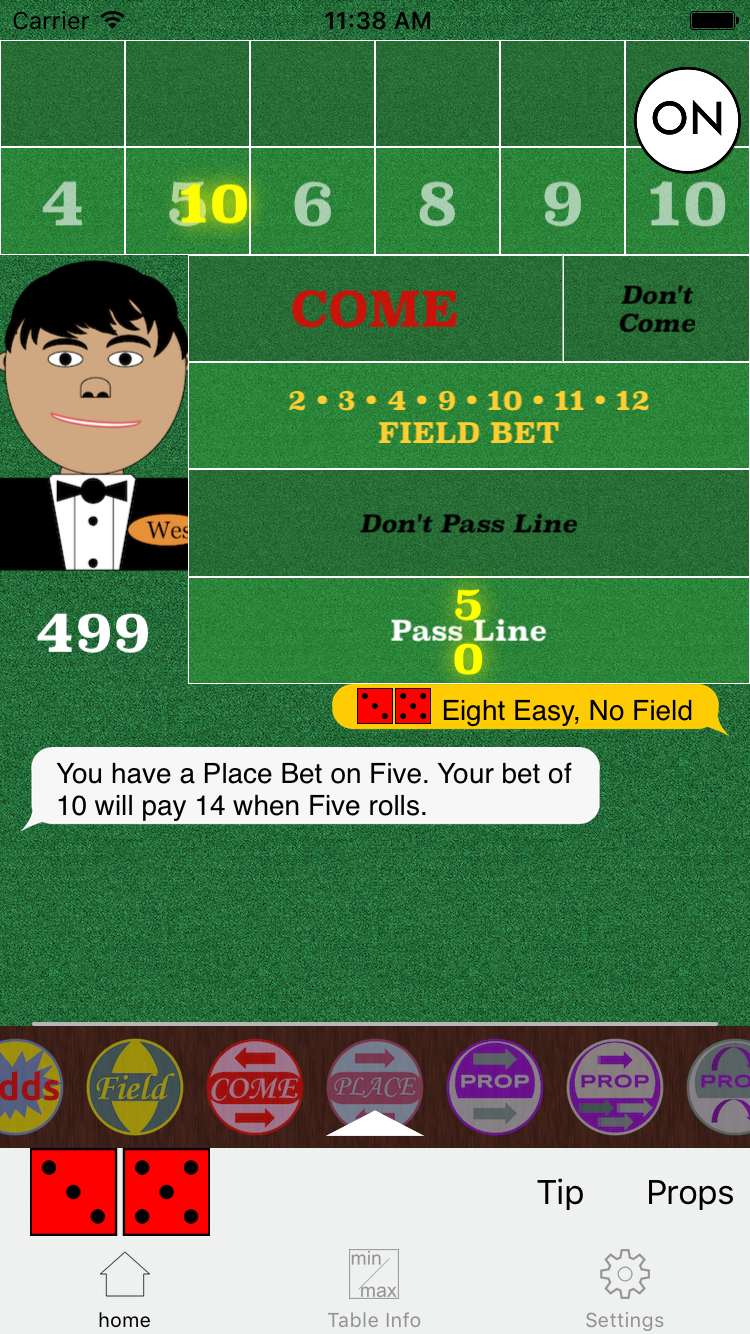 Carrier 11:38 AM
ON
4 5 10 6 8 9 10
COME
Don't
Come
2 • 3 • 4 • 9 • 10 • 11 • 12
FIELD BET
Don't Pass Line
Wes
499
5
Pass Line
0
Eight Easy, No Field
You have a Place Bet on Five. Your bet of
10 will pay 14 when Five rolls.
dds Field COME PLACE PROP PROP PRO
Tip Props
min
max
home Table Info Settings